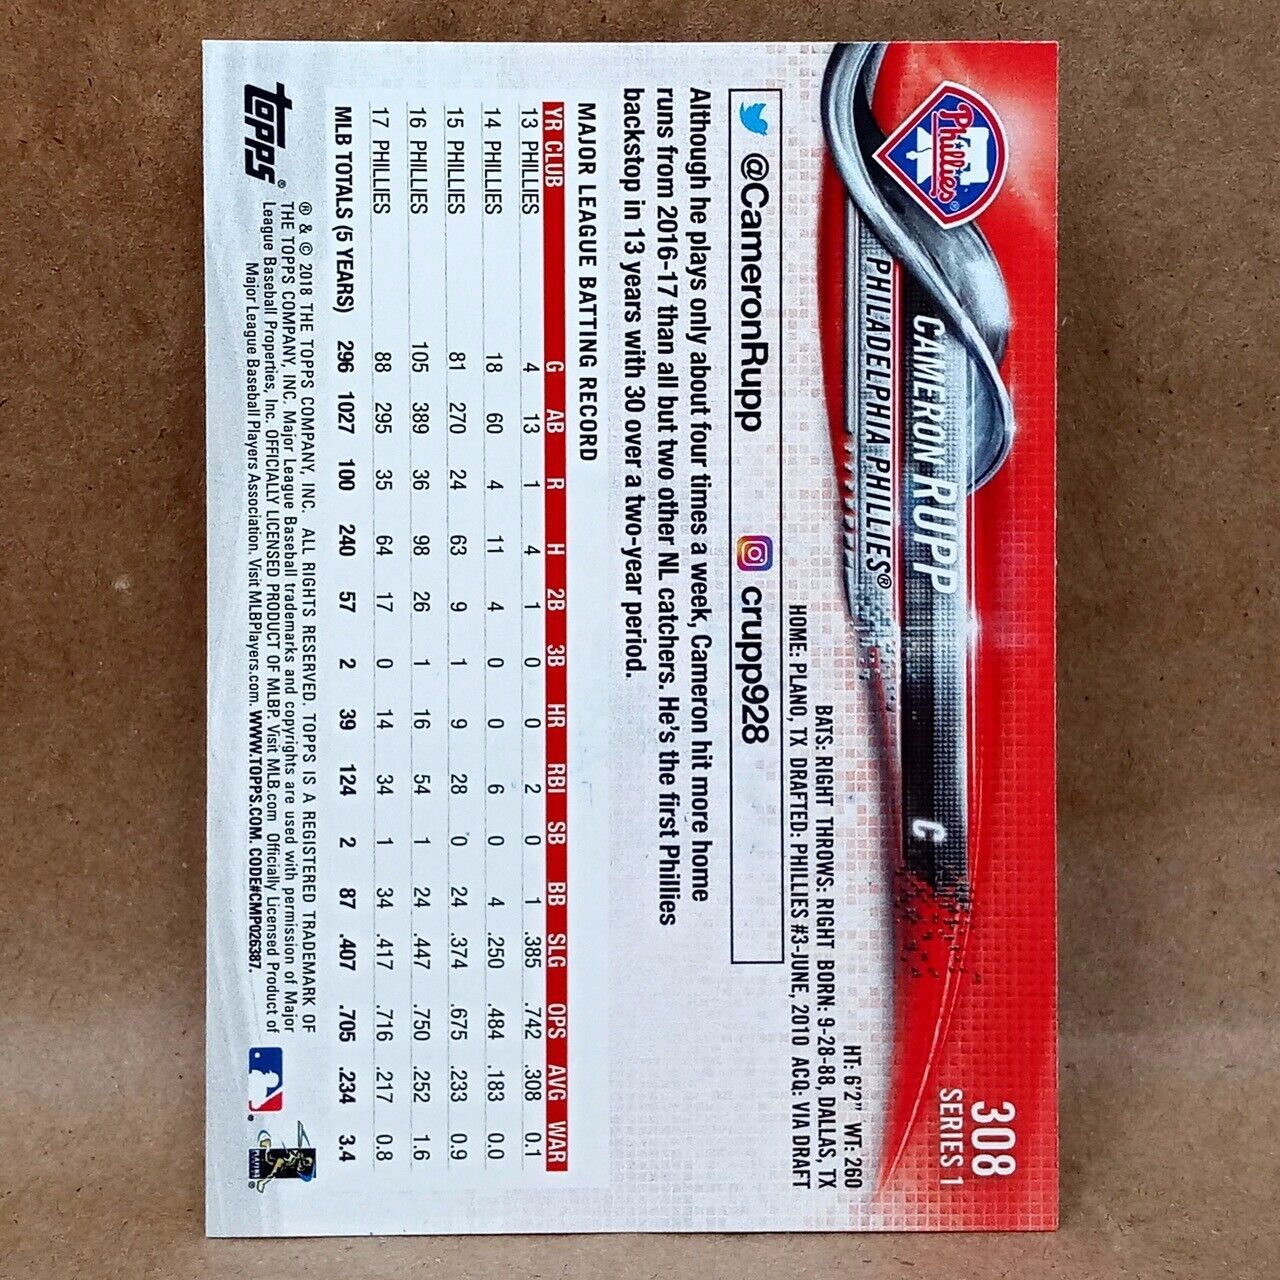 308
SERIES 1
Phillies
CAMERON RUPP C
PHILADELPHIA PHILLIES®
HT: 6'2" WT: 260
BATS: RIGHT THROWS: RIGHT BORN: 9-28-88, DALLAS, TX
HOME: PLANO, TX DRAFTED: PHILLIES #3-JUNE, 2010 ACQ: VIA DRAFT
@CameronRupp crupp928
Although he plays only about four times a week, Cameron hit more home
runs from 2016-17 than all but two other NL catchers. He's the first Phillies
backstop in 13 years with 30 over a two-year period.
MAJOR LEAGUE BATTING RECORD
YR CLUB G AB R H 2B 3B HR RBI SB BB SLG OPS AVG WAR
13 PHILLIES 4 13 1 4 1 0 0 2 0 1 .385 .742 .308 0.1
14 PHILLIES 18 60 4 11 4 0 0 6 0 4 .250 .484 .183 0.0
15 PHILLIES 81 270 24 63 9 1 9 28 0 24 .374 .675 .233 0.9
16 PHILLIES 105 389 36 98 26 1 16 54 1 24 .447 .750 .252 1.6
17 PHILLIES 88 295 35 64 17 0 14 34 1 34 .417 .716 .217 0.8
MLB TOTALS (5 YEARS) 296 1027 100 240 57 2 39 124 2 87 .407 .705 .234 3.4
Topps®
® & © 2018 THE TOPPS COMPANY, INC. ALL RIGHTS RESERVED. TOPPS IS A REGISTERED TRADEMARK OF
THE TOPPS COMPANY, INC. Major League Baseball trademarks and copyrights are used with permission of Major
League Baseball Properties, Inc. OFFICIALLY LICENSED PRODUCT OF MLBP. Visit MLB.com Officially Licensed Product of
Major League Baseball Players Association. Visit MLBPlayers.com. WWW.TOPPS.COM. CODE#CMP026387.